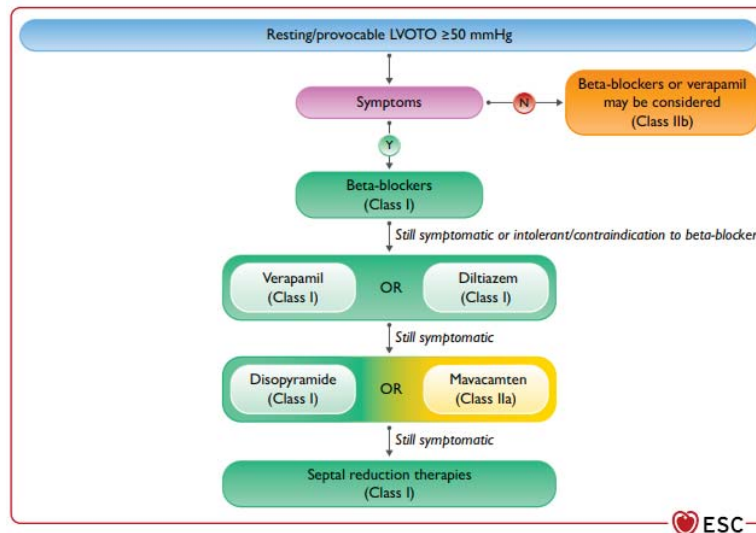 Resting/provocable LVOTO ≥50 mmHg
Symptoms
N
Beta-blockers or verapamil
may be considered
(Class IIb)
Y
Beta-blockers
(Class I)
Still symptomatic or intolerant/contraindication to beta-blocker
Verapamil
(Class I)
OR
Diltiazem
(Class I)
Still symptomatic
Disopyramide
(Class I)
OR
Mavacamten
(Class IIa)
Still symptomatic
Septal reduction therapies
(Class I)
ESC